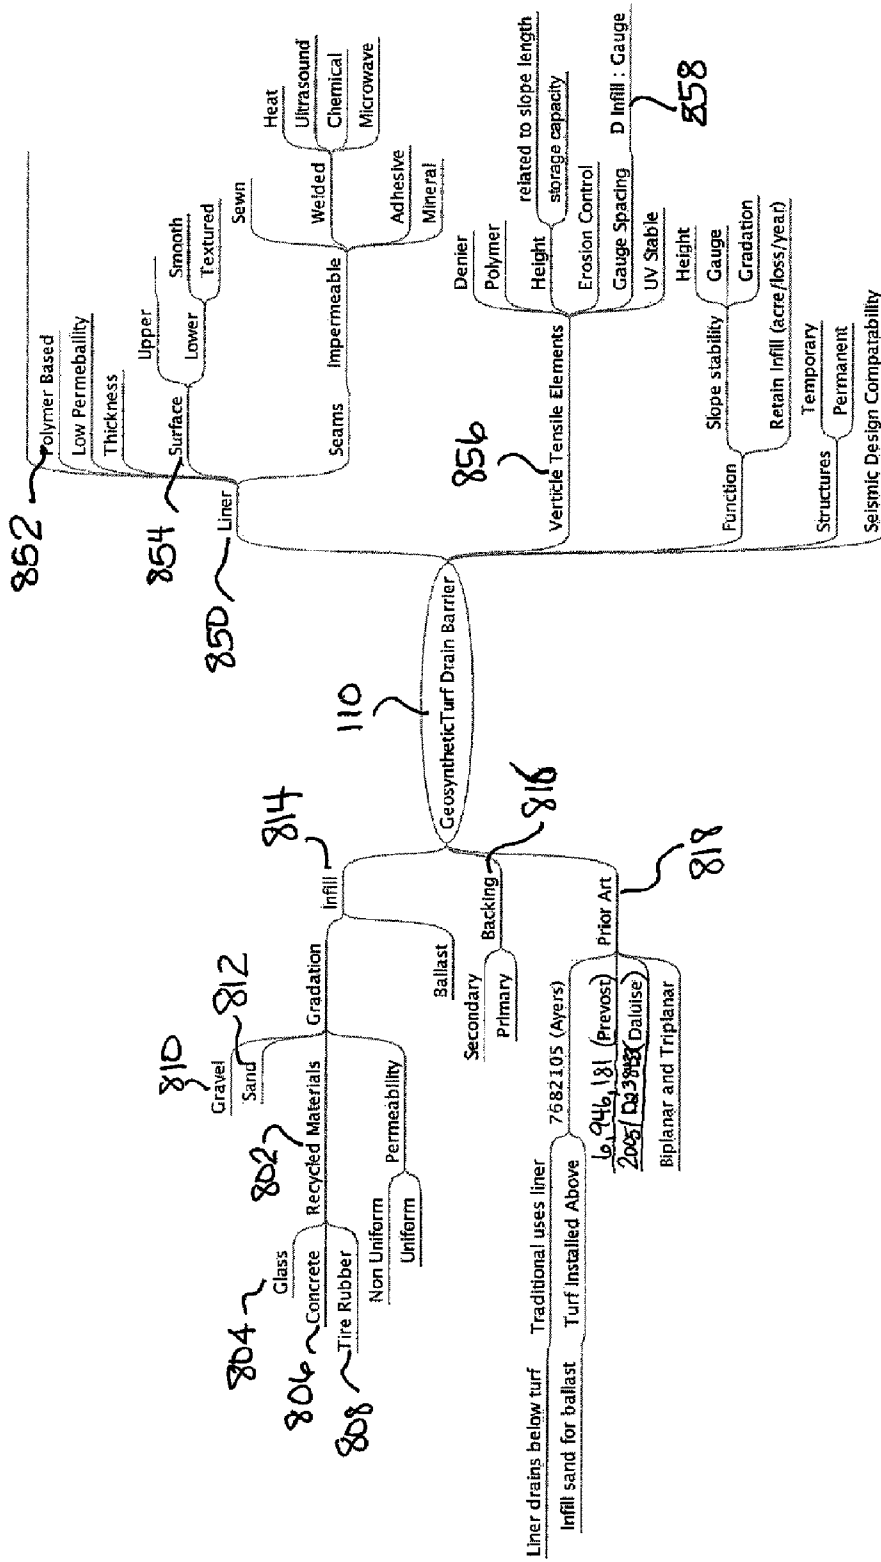 810
Gravel
812
Sand
Gradation
814
Infill
804
Glass
802
Recycled Materials
806
Concrete
808
Tire Rubber
Permeability
Non Uniform
Uniform
Ballast
816
Backing
Secondary
Primary
818
Prior Art
7682105 (Ayers)
Traditional uses liner
Liner drains below turf
Turf Installed Above
Infill sand for ballast
6,946,181 (Prevost)
(Daluise)
Biplanar and Triplanar
110
GeosyntheticTurf Drain Barrier
850
Liner
852
Polymer Based
Low Permeballity
Thickness
854
Surface
Upper
Lower
Smooth
Textured
Seams
Impermeable
Sewn
Welded
Heat
Ultrasound
Chemical
Microwave
Adhesive
Mineral
856
Verticle Tensile Elements
Denier
Polymer
Height
related to slope length
storage capacity
Erosion Control
Gauge Spacing
D Infill : Gauge
858
UV Stable
Function
Slope stability
Height
Gauge
Gradation
Retain Infill (acre/loss/year)
Structures
Temporary
Permanent
Seismic Design Compatability